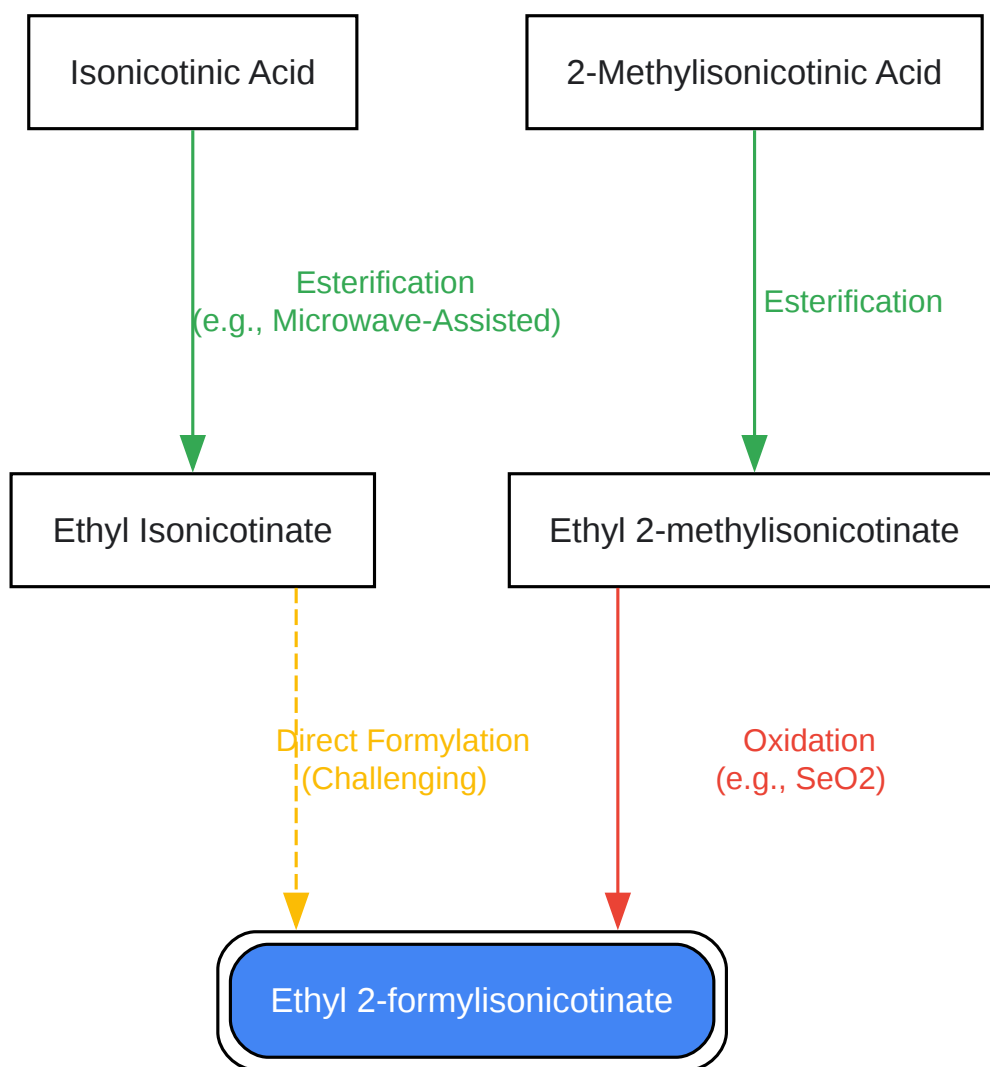 Isonicotinic Acid
2-Methylisonicotinic Acid
Esterification
(e.g., Microwave-Assisted)
Esterification
Ethyl Isonicotinate
Ethyl 2-methylisonicotinate
Direct Formylation
(Challenging)
Oxidation
(e.g., SeO2)
Ethyl 2-formylisonicotinate